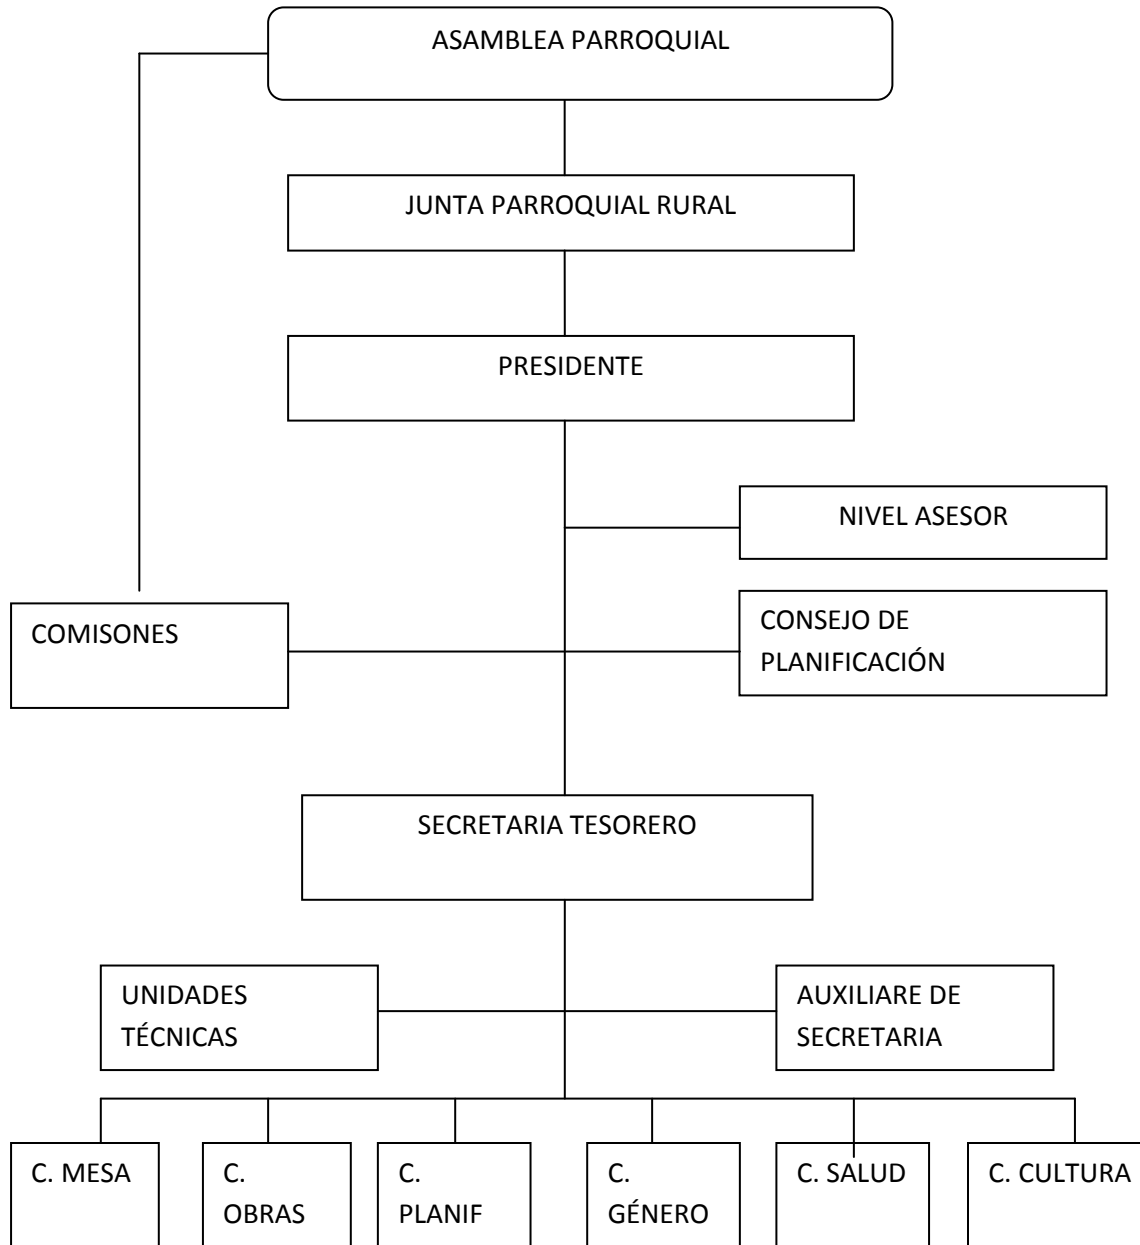 ASAMBLEA PARROQUIAL
JUNTA PARROQUIAL RURAL
PRESIDENTE
NIVEL ASESOR
COMISONES
CONSEJO DE
PLANIFICACIÓN
SECRETARIA TESORERO
UNIDADES
TÉCNICAS
AUXILIARE DE
SECRETARIA
C. MESA
C.
OBRAS
C.
PLANIF
C.
GÉNERO
C. SALUD
C. CULTURA